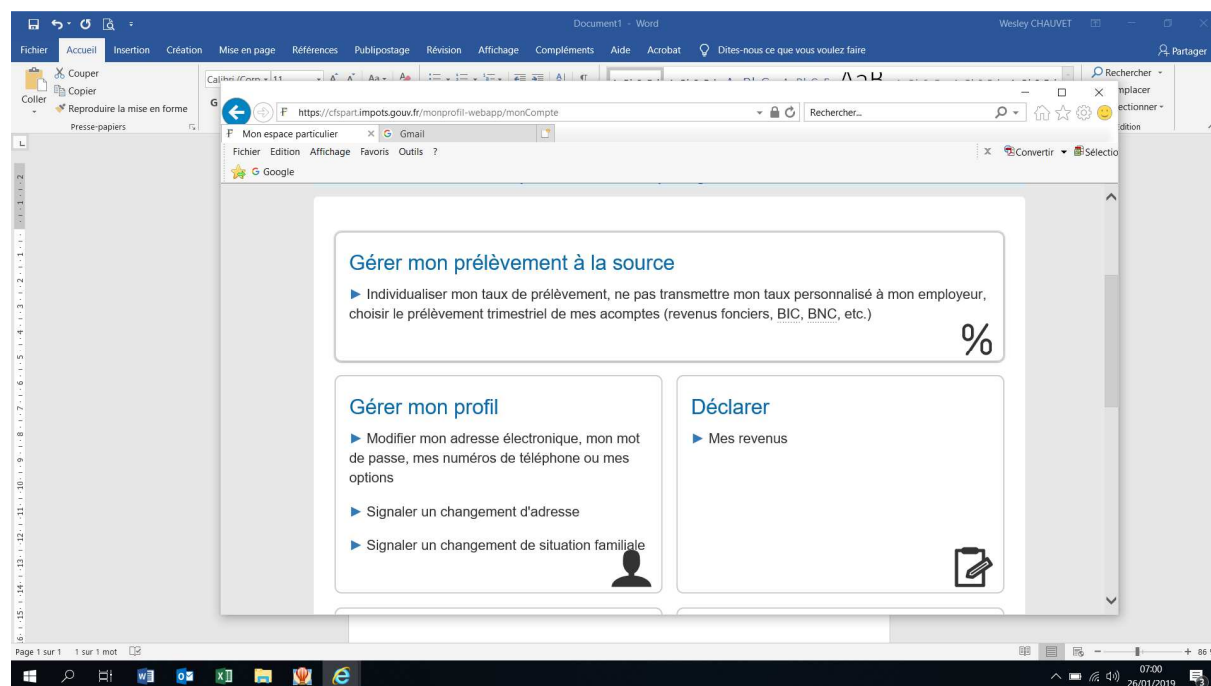 Document1 - Word
Wesley CHAUVET
Fichier Accueil Insertion Création Mise en page Références Publipostage Révision Affichage Compléments Aide Acrobat Dites-nous ce que vous voulez faire Partager
Couper
Copier
Coller
Reproduire la mise en forme
Presse-papiers
Calibri (Corp 11
G
Rechercher
https://cfspart.impots.gouv.fr/monprofil-webapp/monCompte
Rechercher...
Mon espace particulier
Gmail
Fichier Edition Affichage Favoris Outils ?
x Convertir Sélectio
Google
Gérer mon prélèvement à la source
► Individualiser mon taux de prélèvement, ne pas transmettre mon taux personnalisé à mon employeur,
choisir le prélèvement trimestriel de mes acomptes (revenus fonciers, BIC, BNC, etc.)
%
Gérer mon profil
► Modifier mon adresse électronique, mon mot
de passe, mes numéros de téléphone ou mes
options
► Signaler un changement d'adresse
► Signaler un changement de situation familiale
Déclarer
► Mes revenus
Page 1 sur 1 1 sur 1 mot
86
07:00
26/01/2019